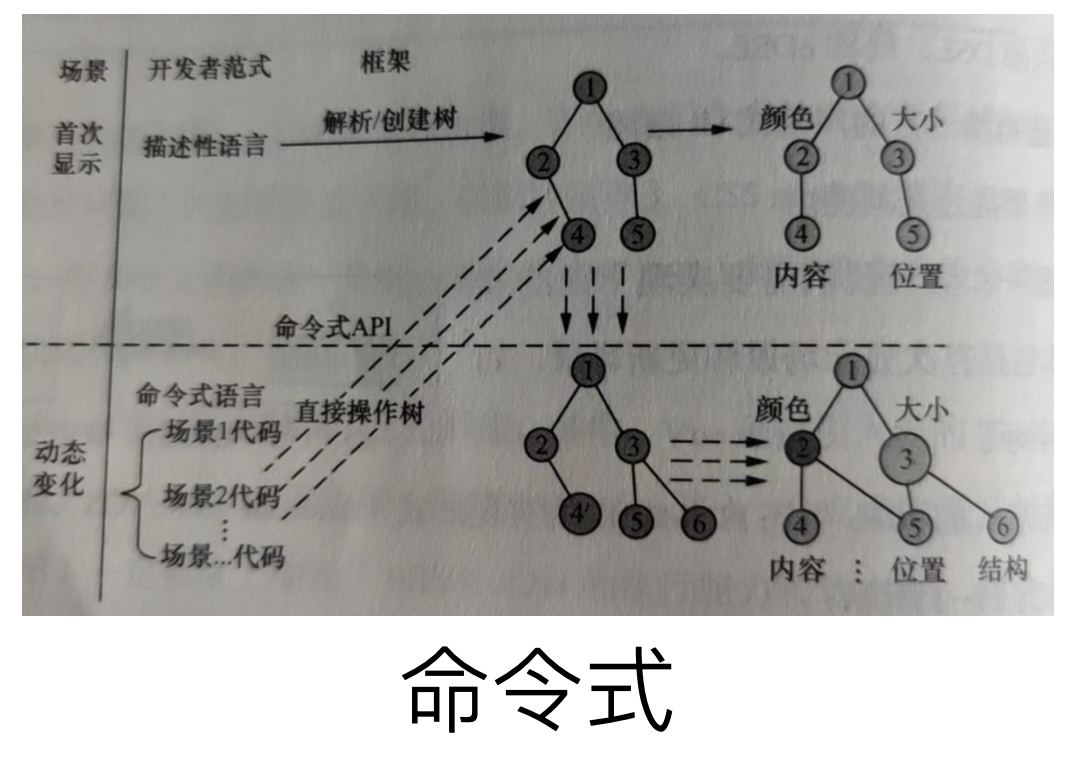 场景 开发者范式 框架
首次
显示
描述性语言
解析/创建树
1
2 3
4 5
1
颜色 大小
2 3
4 5
内容 位置
命令式API
动态
变化
命令式语言
场景1代码
场景2代码
⋮
场景...代码
直接操作树
1
2 3
4′ 5 6
1
颜色 大小
2 3
4 5 6
内容 ⋮ 位置 结构
命令式